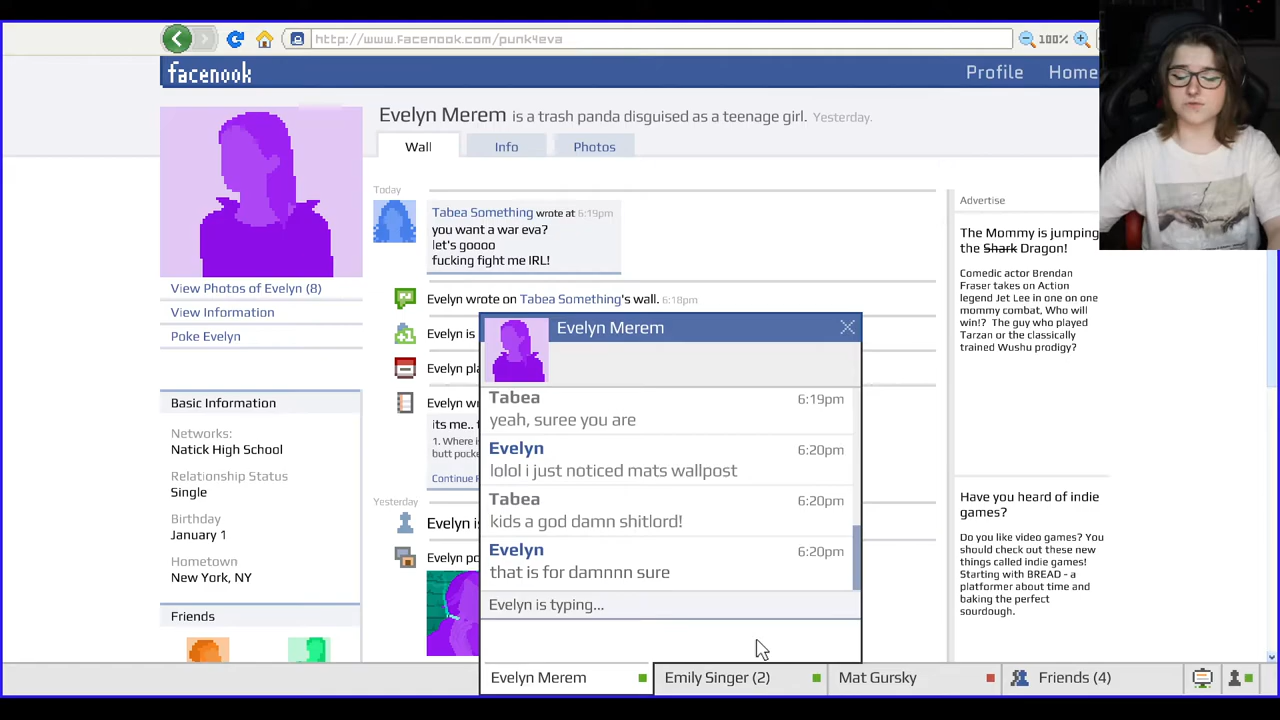 http://www.facenook.com/punk4eva
100%
facenook
Profile
Home
Evelyn Merem is a trash panda disguised as a teenage girl. Yesterday.
Wall
Info
Photos
View Photos of Evelyn (8)
View Information
Poke Evelyn
Basic Information
Networks:
Natick High School
Relationship Status
Single
Birthday
January 1
Hometown
New York, NY
Friends
Today
Tabea Something wrote at 6:19pm
you want a war eva?
let's goooo
fucking fight me IRL!
Evelyn wrote on Tabea Something's wall. 6:18pm
Evelyn is
Evelyn pla
Evelyn wr
its me.. t
1. Where is
butt pocke
Continue R
Yesterday
Evelyn is
Evelyn po
Evelyn Merem
Tabea 6:19pm
yeah, suree you are
Evelyn 6:20pm
lolol i just noticed mats wallpost
Tabea 6:20pm
kids a god damn shitlord!
Evelyn 6:20pm
that is for damnnn sure
Evelyn is typing...
Advertise
The Mommy is jumping
the Shark Dragon!
Comedic actor Brendan
Fraser takes on Action
legend Jet Lee in one on one
mommy combat, Who will
win!? The guy who played
Tarzan or the classically
trained Wushu prodigy?
Have you heard of indie
games?
Do you like video games? You
should check out these new
things called indie games!
Starting with BREAD - a
platformer about time and
baking the perfect
sourdough.
Evelyn Merem
Emily Singer (2)
Mat Gursky
Friends (4)